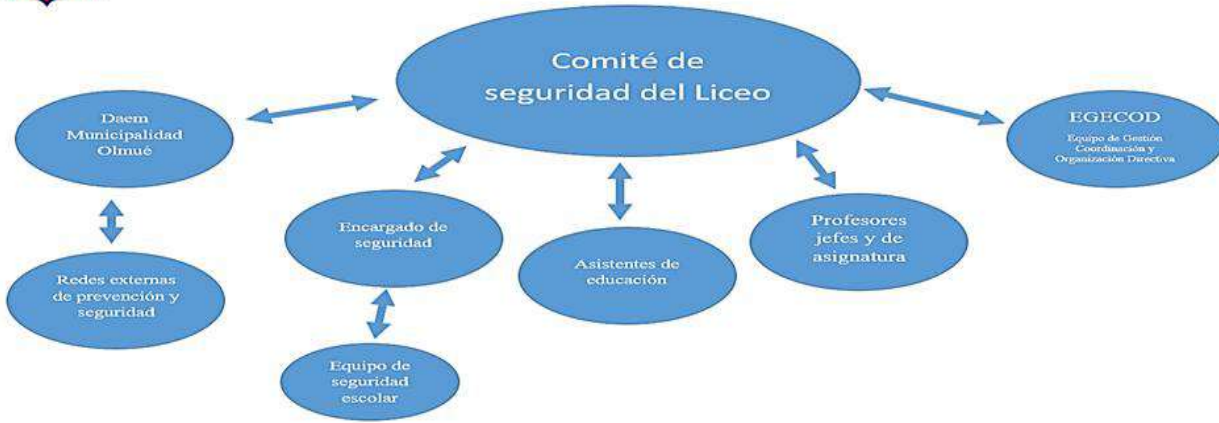 Comité de
seguridad del Liceo
Daem
Municipalidad
Olmué
EGECOD
Equipo de Gestión
Coordinación y
Organización Directiva
Encargado de
seguridad
Asistentes de
educación
Profesores
jefes y de
asignatura
Redes externas
de prevención y
seguridad
Equipo de
seguridad
escolar